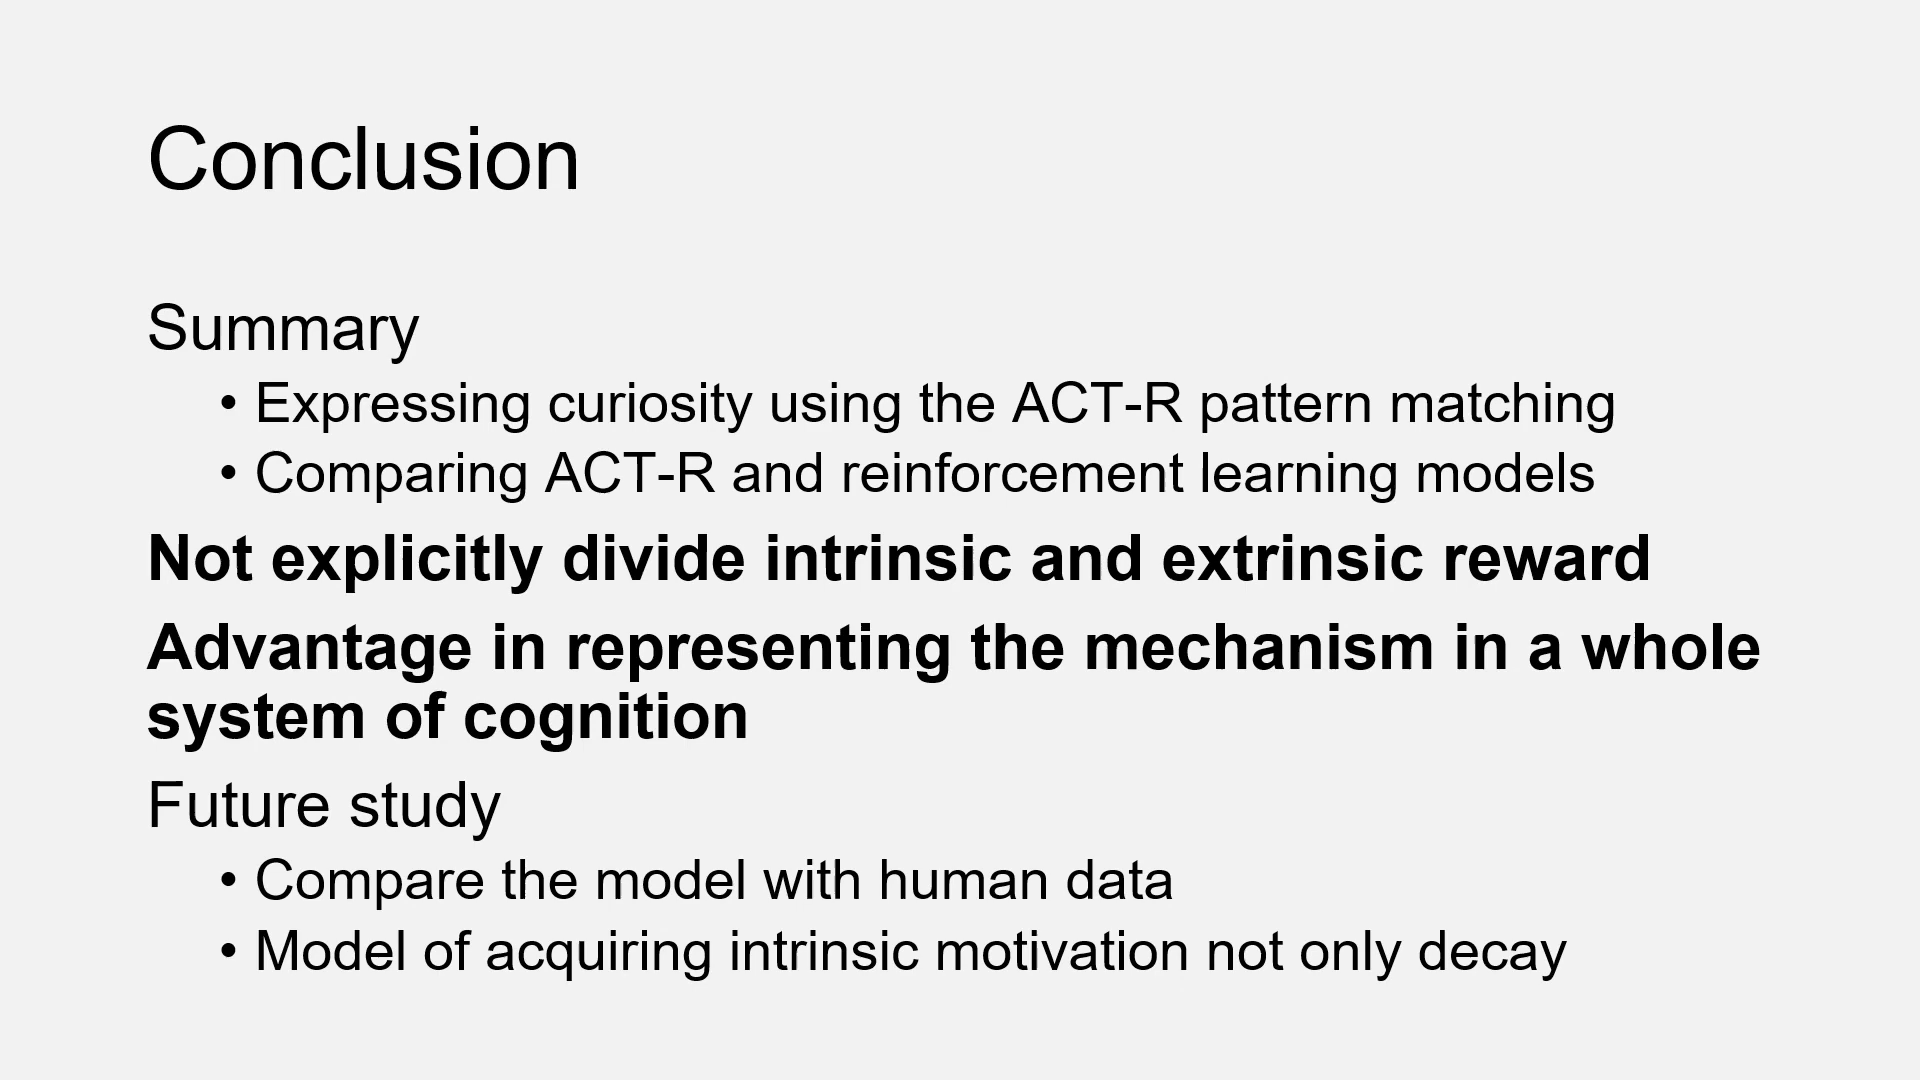 Conclusion
Summary
• Expressing curiosity using the ACT-R pattern matching
• Comparing ACT-R and reinforcement learning models
Not explicitly divide intrinsic and extrinsic reward
Advantage in representing the mechanism in a whole
system of cognition
Future study
• Compare the model with human data
• Model of acquiring intrinsic motivation not only decay